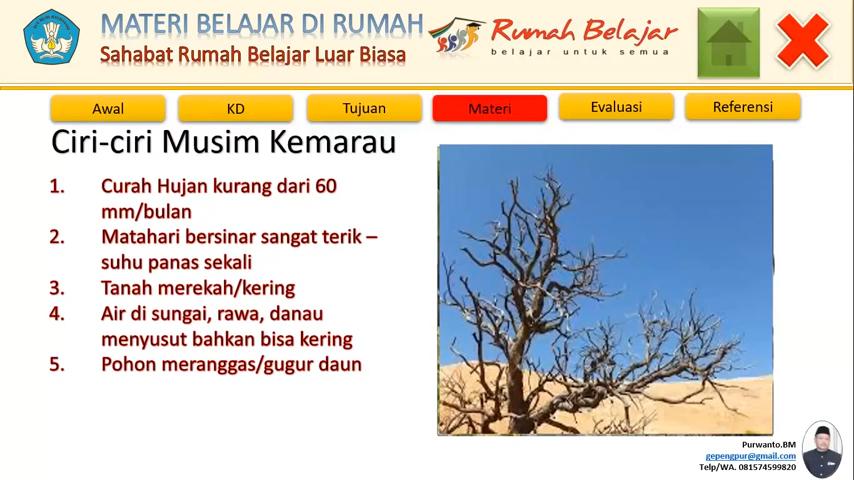 MATERI BELAJAR DI RUMAH
Sahabat Rumah Belajar Luar Biasa
Rumah Belajar
belajar untuk semua
Awal
KD
Tujuan
Materi
Evaluasi
Referensi
Ciri-ciri Musim Kemarau
1. Curah Hujan kurang dari 60
mm/bulan
2. Matahari bersinar sangat terik –
suhu panas sekali
3. Tanah merekah/kering
4. Air di sungai, rawa, danau
menyusut bahkan bisa kering
5. Pohon meranggas/gugur daun
Purwanto.BM
gepengpur@gmail.com
Telp/WA. 081574599820